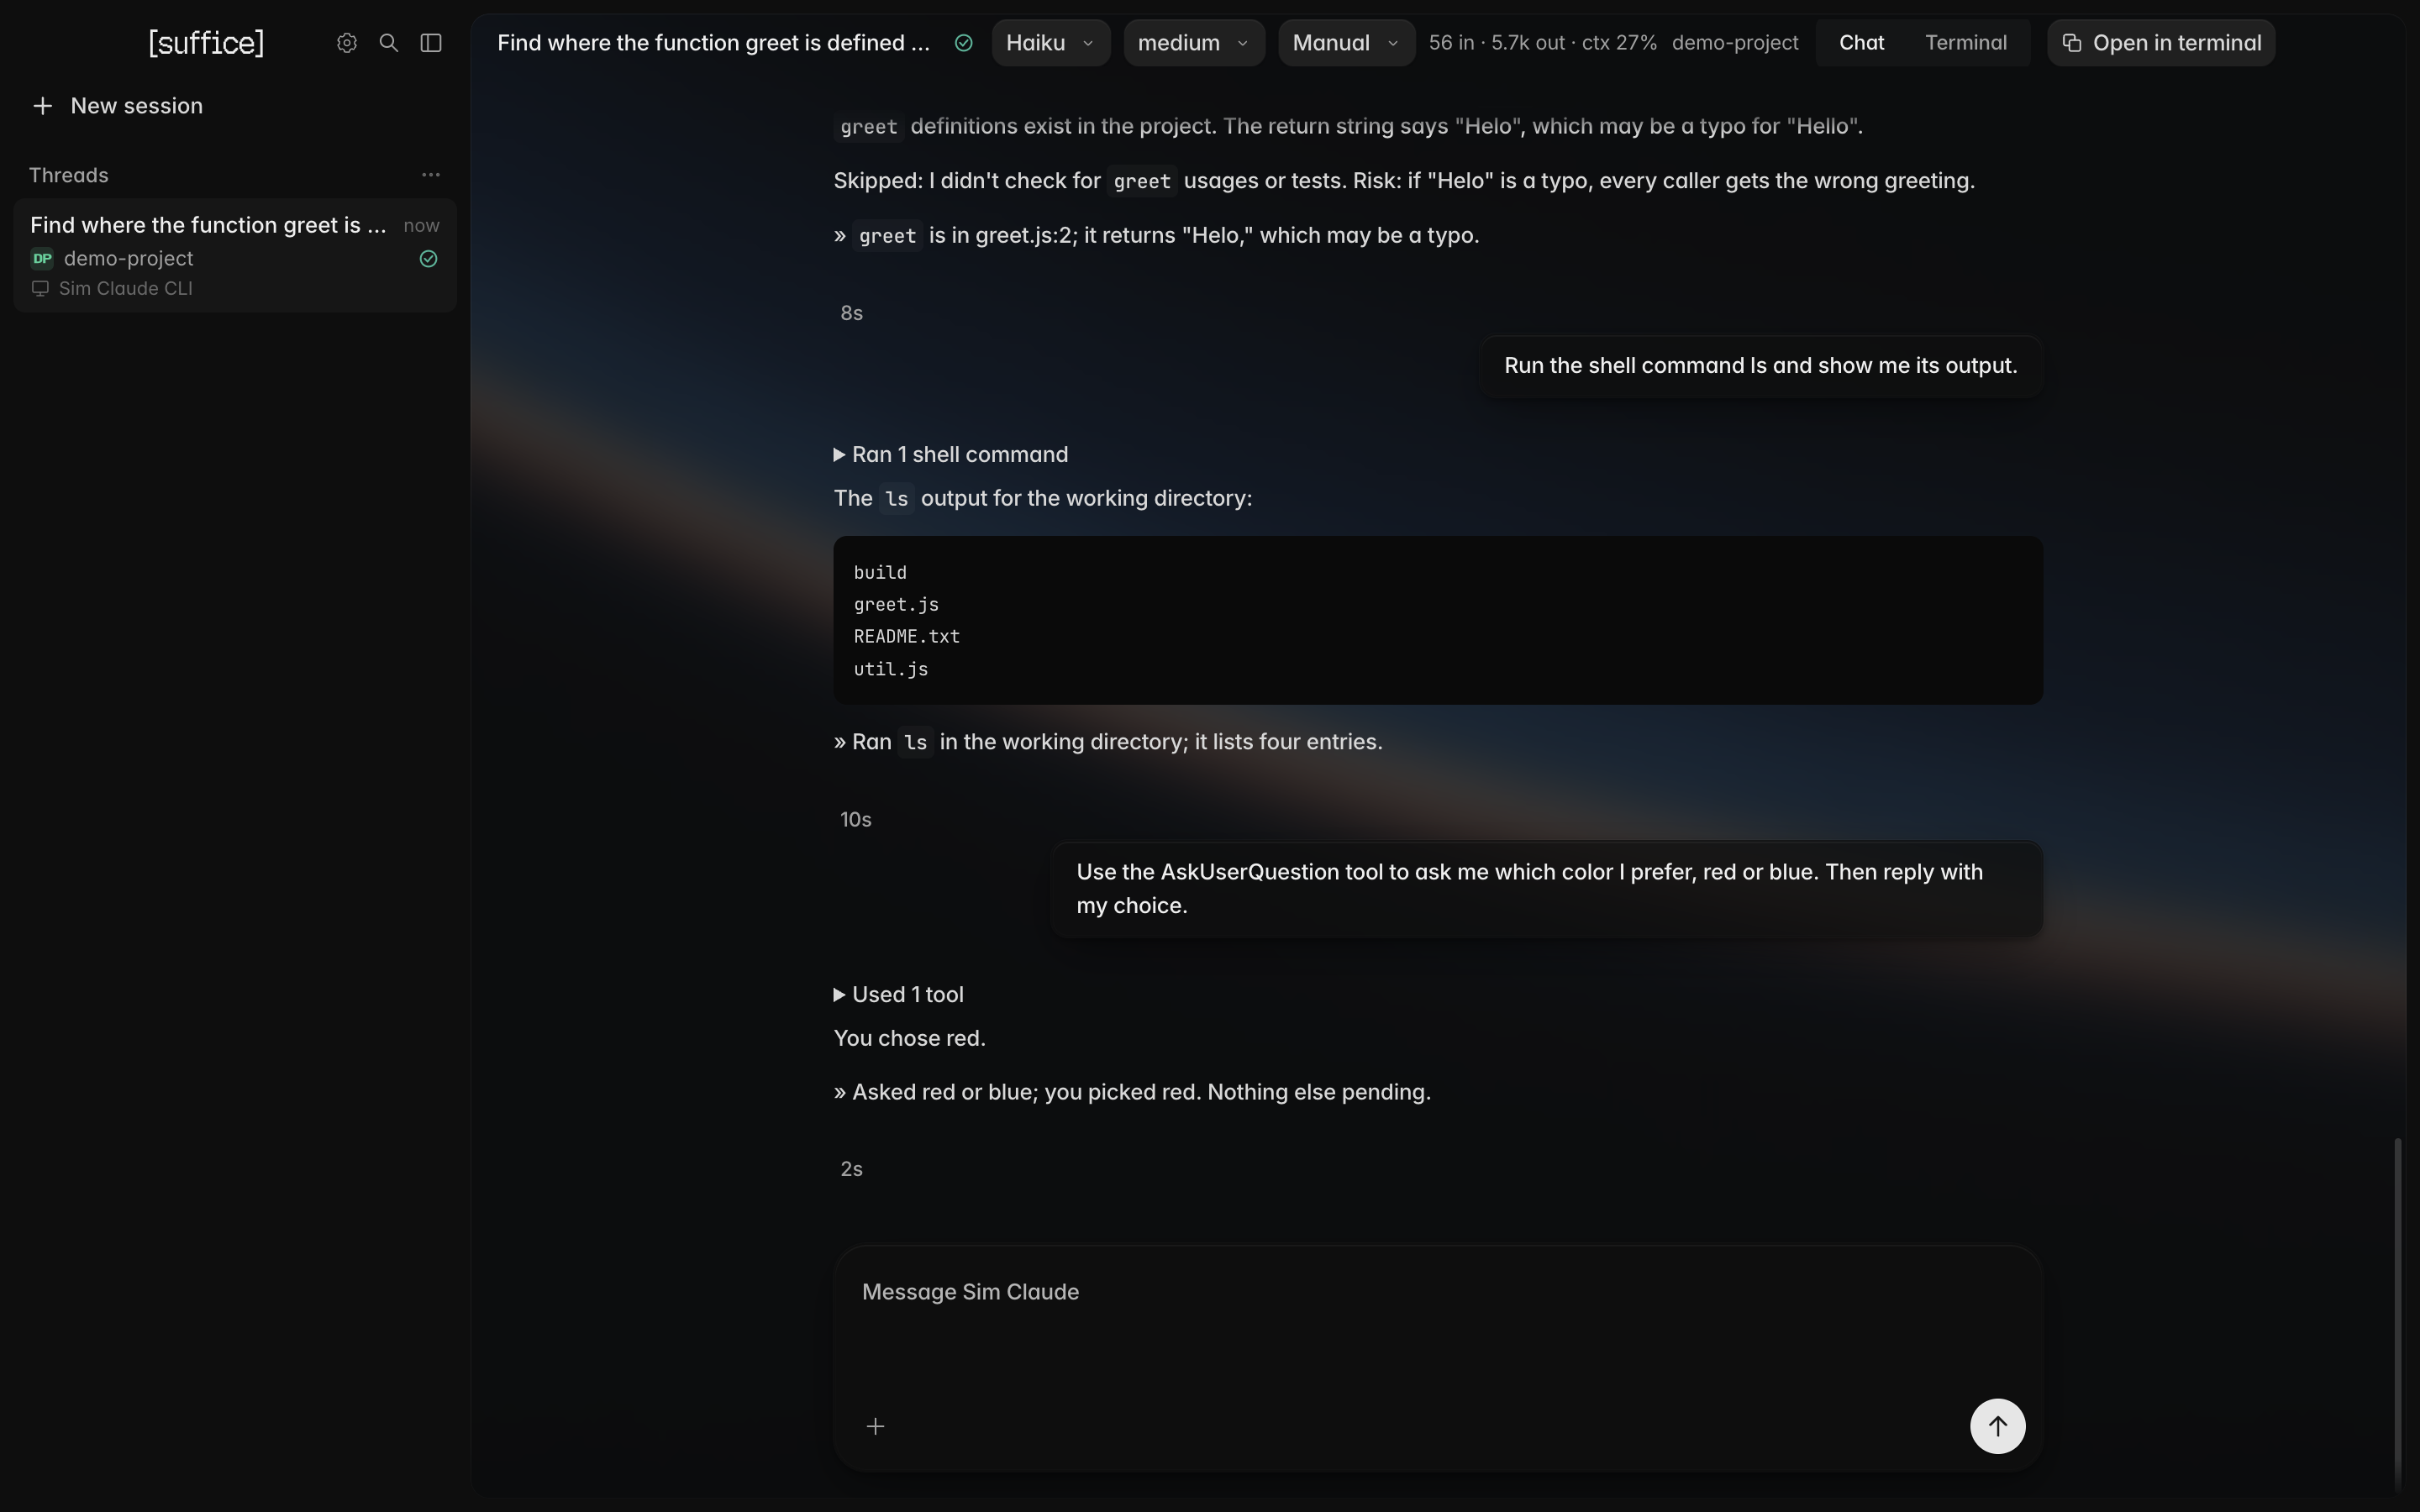 [suffice]
New session
Threads
Find where the function greet is ... now
DP demo-project
Sim Claude CLI
Find where the function greet is defined ... Haiku medium Manual 56 in · 5.7k out · ctx 27% demo-project Chat Terminal Open in terminal
greet definitions exist in the project. The return string says "Helo", which may be a typo for "Hello".
Skipped: I didn't check for greet usages or tests. Risk: if "Helo" is a typo, every caller gets the wrong greeting.
» greet is in greet.js:2; it returns "Helo," which may be a typo.
8s
Run the shell command ls and show me its output.
▶ Ran 1 shell command
The ls output for the working directory:
build
greet.js
README.txt
util.js
» Ran ls in the working directory; it lists four entries.
10s
Use the AskUserQuestion tool to ask me which color I prefer, red or blue. Then reply with
my choice.
▶ Used 1 tool
You chose red.
» Asked red or blue; you picked red. Nothing else pending.
2s
Message Sim Claude